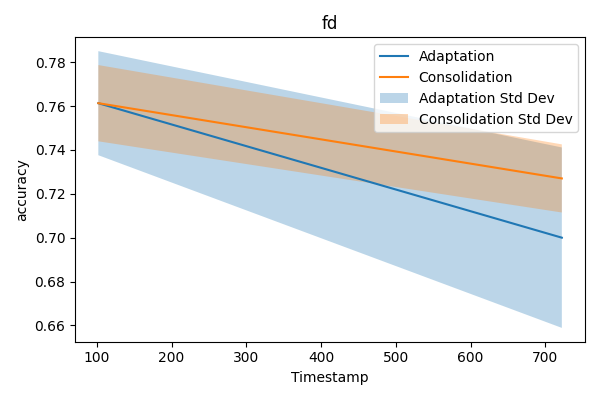 fd
Adaptation
Consolidation
Adaptation Std Dev
Consolidation Std Dev
accuracy
0.78
0.76
0.74
0.72
0.70
0.68
0.66
100 200 300 400 500 600 700
Timestamp